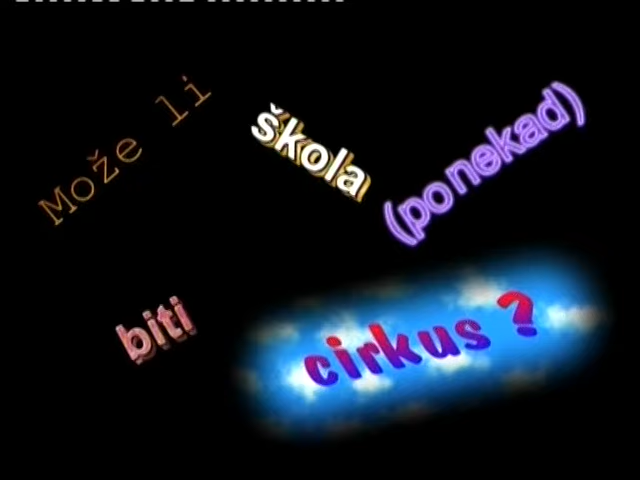 Može li
škola
(ponekad)
biti
cirkus ?